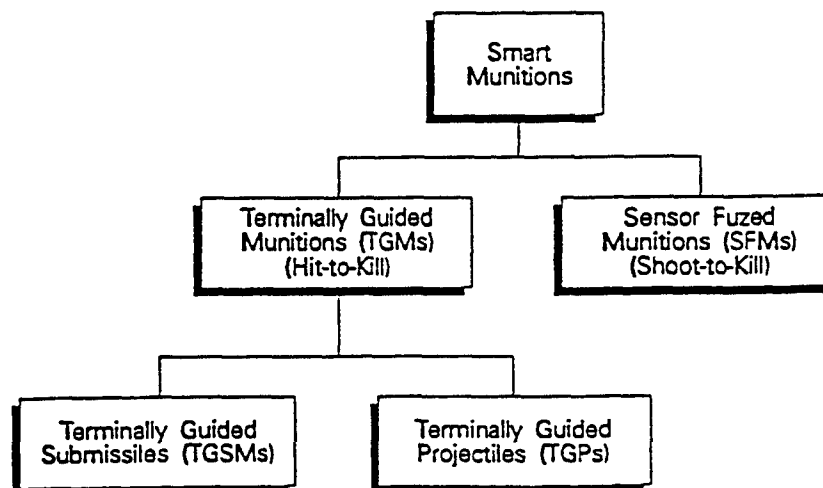 Smart
Munitions
Terminally Guided
Munitions (TGMs)
(Hit-to-Kill)
Sensor Fuzed
Munitions (SFMs)
(Shoot-to-Kill)
Terminally Guided
Submissiles (TGSMs)
Terminally Guided
Projectiles (TGPs)